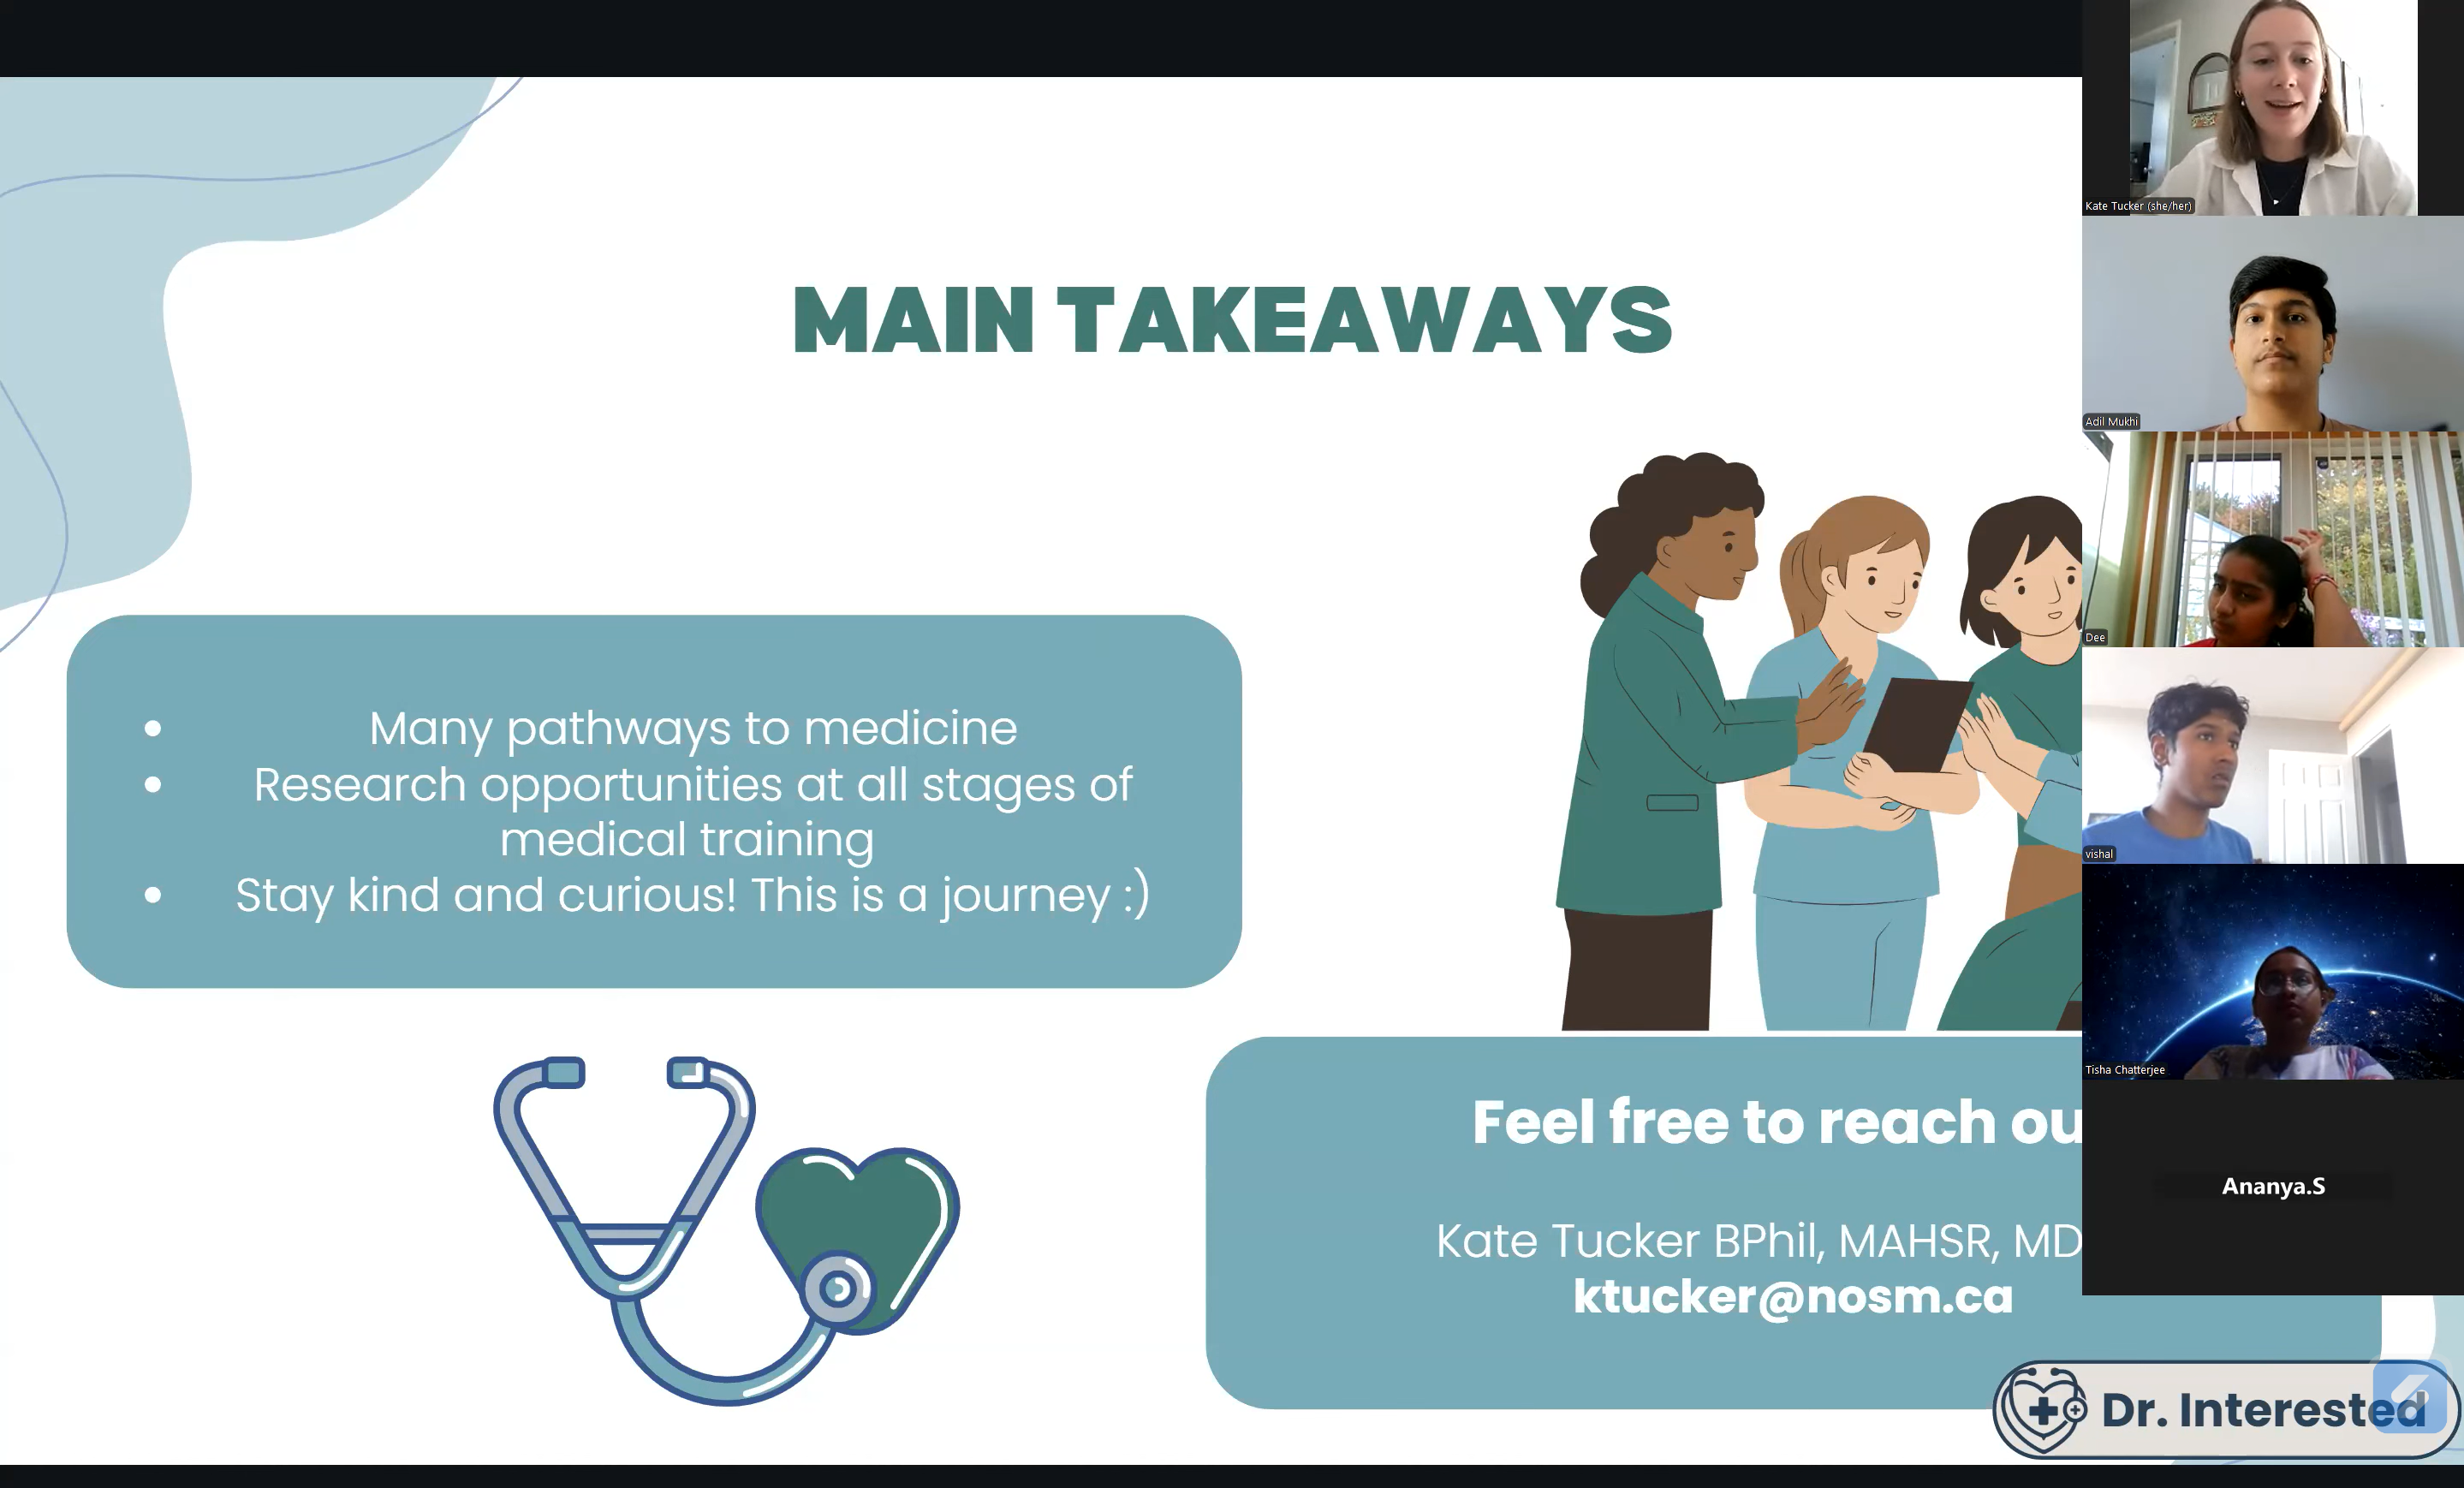 MAIN TAKEAWAYS
Many pathways to medicine
Research opportunities at all stages of
medical training
Stay kind and curious! This is a journey :)
Feel free to reach ou
Kate Tucker BPhil, MAHSR, MD
ktucker@nosm.ca
Dr. Interested
Kate Tucker (she/her)
Adil Mukhi
Dee
vishal
Tisha Chatterjee
Ananya.S